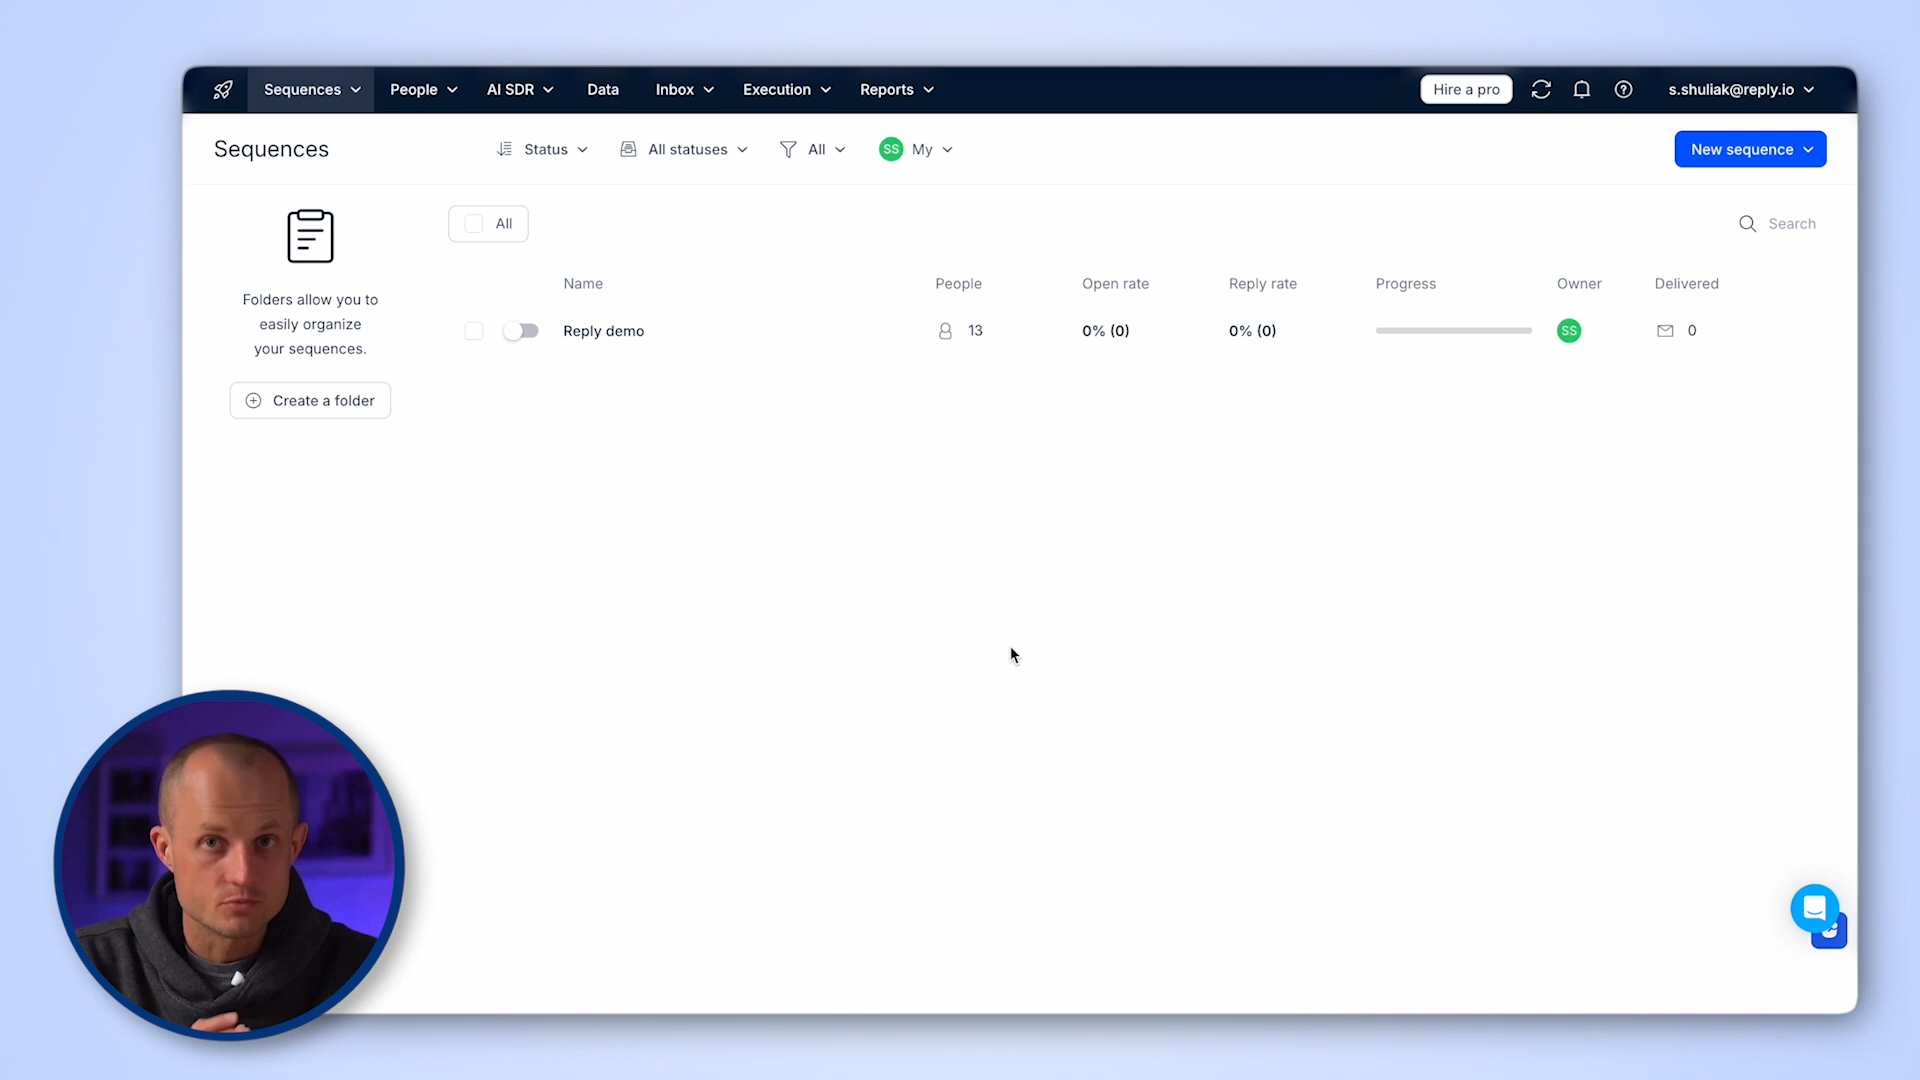 Sequences
People
AI SDR
Data
Inbox
Execution
Reports
Hire a pro
s.shuliak@reply.io
Sequences
Status
All statuses
All
SS
My
New sequence
Folders allow you to
easily organize
your sequences.
Create a folder
All
Search
Name
People
Open rate
Reply rate
Progress
Owner
Delivered
Reply demo
13
0% (0)
0% (0)
SS
0